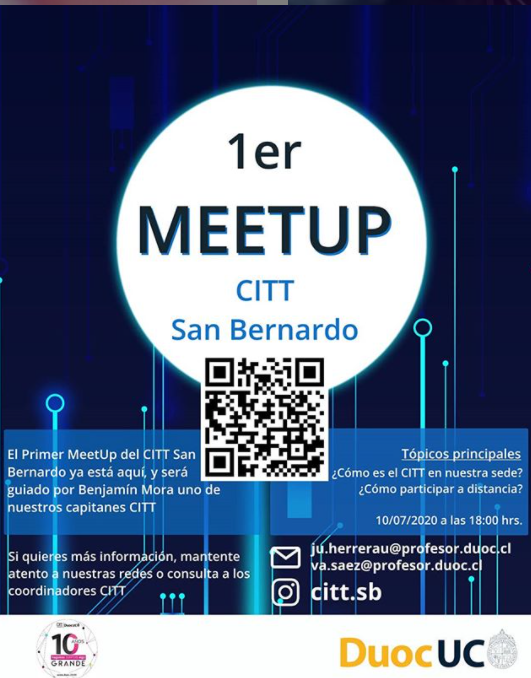 1er
MEETUP
CITT
San Bernardo
El Primer MeetUp del CITT San
Bernardo ya está aquí, y será
guiado por Benjamín Mora uno de
nuestros capitanes CITT
Tópicos principales
¿Cómo es el CITT en nuestra sede?
¿Cómo participar a distancia?
10/07/2020 a las 18:00 hrs.
Si quieres más información, mantente
atento a nuestras redes o consulta a los
coordinadores CITT
ju.herrerau@profesor.duoc.cl
va.saez@profesor.duoc.cl
citt.sb
10 AÑOS
GRANDE
DuocUC